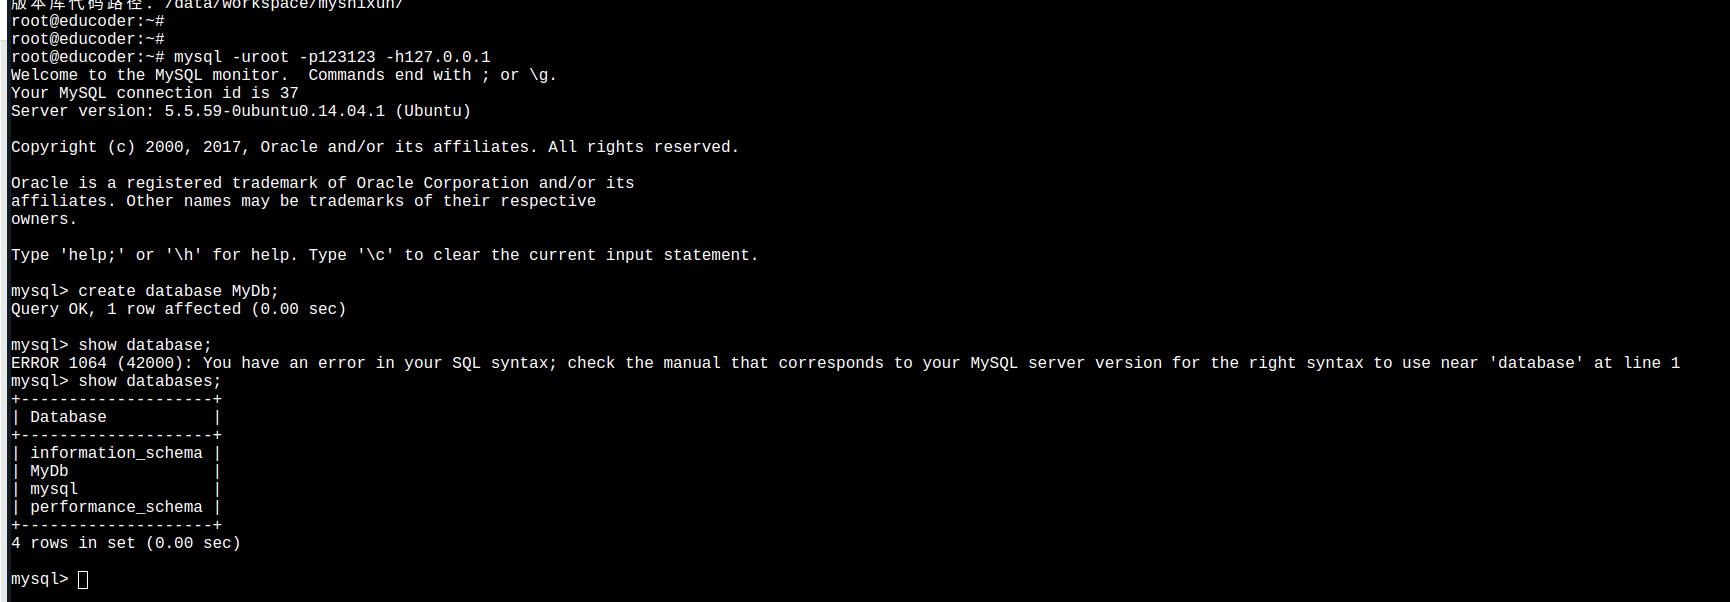 版本库代码路径: /data/workspace/myshixun/
root@educoder:~#
root@educoder:~#
root@educoder:~# mysql -uroot -p123123 -h127.0.0.1
Welcome to the MySQL monitor.  Commands end with ; or \g.
Your MySQL connection id is 37
Server version: 5.5.59-0ubuntu0.14.04.1 (Ubuntu)

Copyright (c) 2000, 2017, Oracle and/or its affiliates. All rights reserved.

Oracle is a registered trademark of Oracle Corporation and/or its
affiliates. Other names may be trademarks of their respective
owners.

Type 'help;' or '\h' for help. Type '\c' to clear the current input statement.

mysql> create database MyDb;
Query OK, 1 row affected (0.00 sec)

mysql> show database;
ERROR 1064 (42000): You have an error in your SQL syntax; check the manual that corresponds to your MySQL server version for the right syntax to use near 'database' at line 1
mysql> show databases;
+--------------------+
| Database           |
+--------------------+
| information_schema |
| MyDb               |
| mysql              |
| performance_schema |
+--------------------+
4 rows in set (0.00 sec)

mysql>